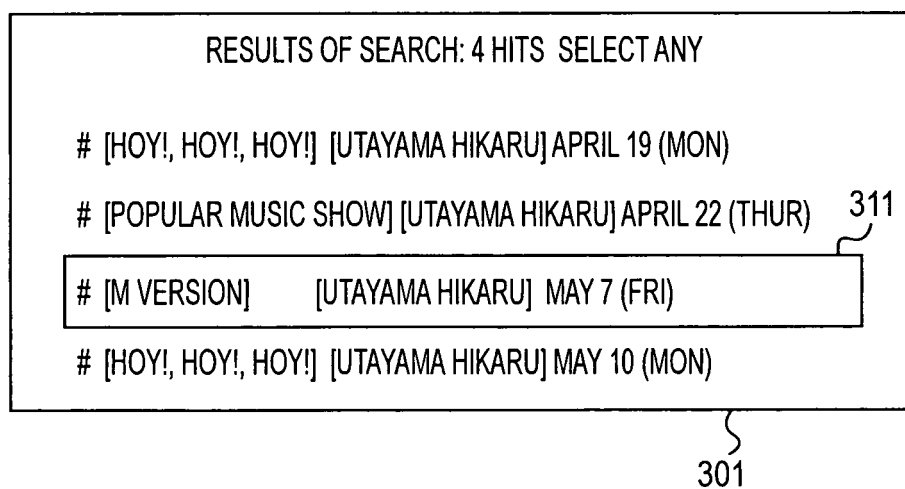 RESULTS OF SEARCH: 4 HITS SELECT ANY
# [HOY!, HOY!, HOY!] [UTAYAMA HIKARU] APRIL 19 (MON)
# [POPULAR MUSIC SHOW] [UTAYAMA HIKARU] APRIL 22 (THUR)
311
# [M VERSION] [UTAYAMA HIKARU] MAY 7 (FRI)
# [HOY!, HOY!, HOY!] [UTAYAMA HIKARU] MAY 10 (MON)
301